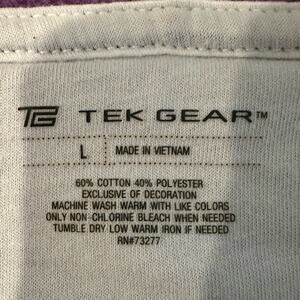 TG TEK GEAR™
L MADE IN VIETNAM
60% COTTON 40% POLYESTER
EXCLUSIVE OF DECORATION
MACHINE WASH WARM WITH LIKE COLORS
ONLY NON-CHLORINE BLEACH WHEN NEEDED
TUMBLE DRY LOW WARM IRON IF NEEDED
RN#73277